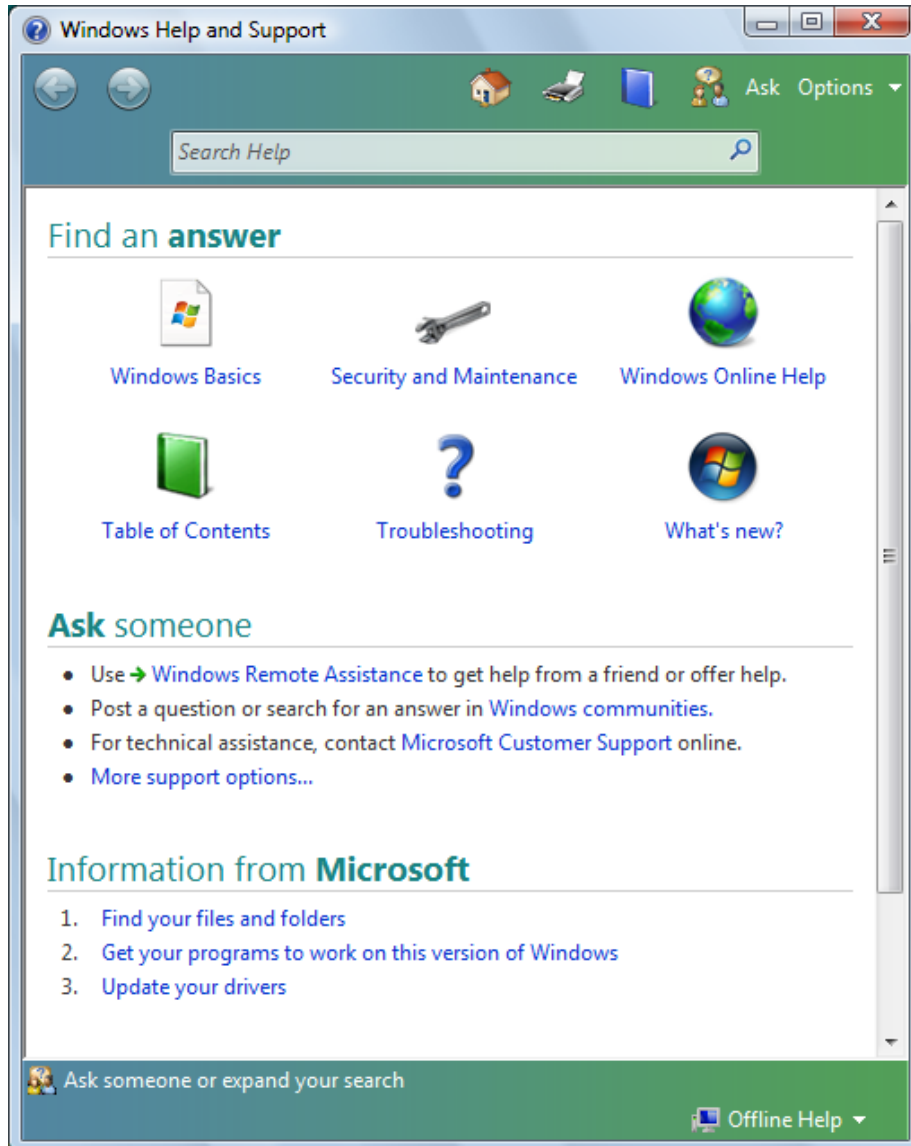 Windows Help and Support
Ask Options
Search Help
Find an answer
Windows Basics
Security and Maintenance
Windows Online Help
Table of Contents
Troubleshooting
What's new?
Ask someone
● Use → Windows Remote Assistance to get help from a friend or offer help.
● Post a question or search for an answer in Windows communities.
● For technical assistance, contact Microsoft Customer Support online.
● More support options...
Information from Microsoft
1. Find your files and folders
2. Get your programs to work on this version of Windows
3. Update your drivers
Ask someone or expand your search
Offline Help